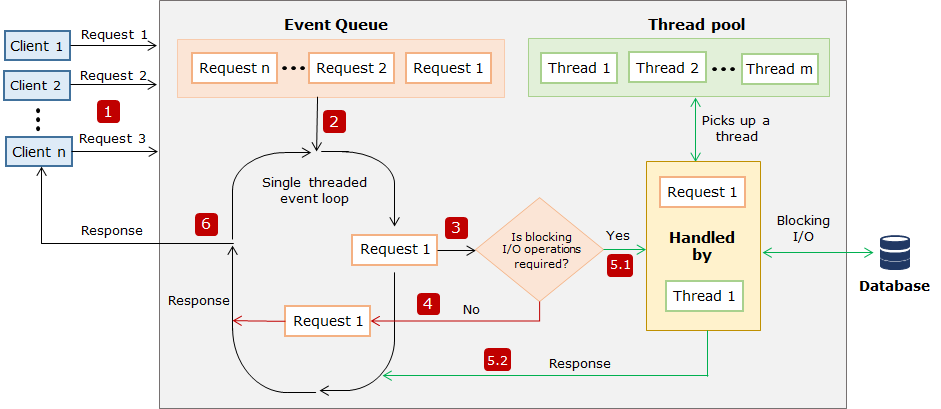 Event Queue
Thread pool
Client 1
Request 1
Client 2
Request 2
1
Client n
Request 3
Request n
Request 2
Request 1
Thread 1
Thread 2
Thread m
2
Picks up a
thread
Single threaded
event loop
Request 1
3
Is blocking
I/O operations
required?
Yes
5.1
Request 1
Handled
by
Thread 1
Blocking
I/O
Database
6
Response
Response
Request 1
4
No
5.2
Response